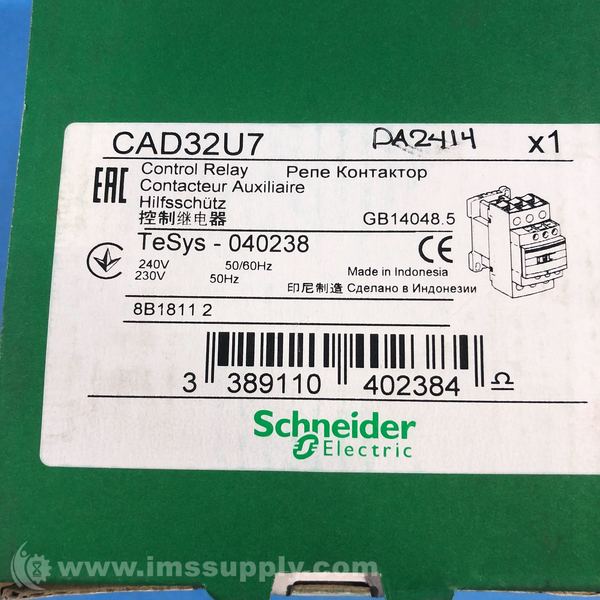 CAD32U7 DA2414 x1
EAC Control Relay Реле Контактор
Contacteur Auxiliaire
Hilfsschütz
控制继电器 GB14048.5
TeSys - 040238 CE
240V 50/60Hz Made in Indonesia
230V 50Hz 印尼制造 Сделано в Индонезии
8B1811 2
3 389110 402384 Ω
Schneider
Electric
© www.imssupply.com